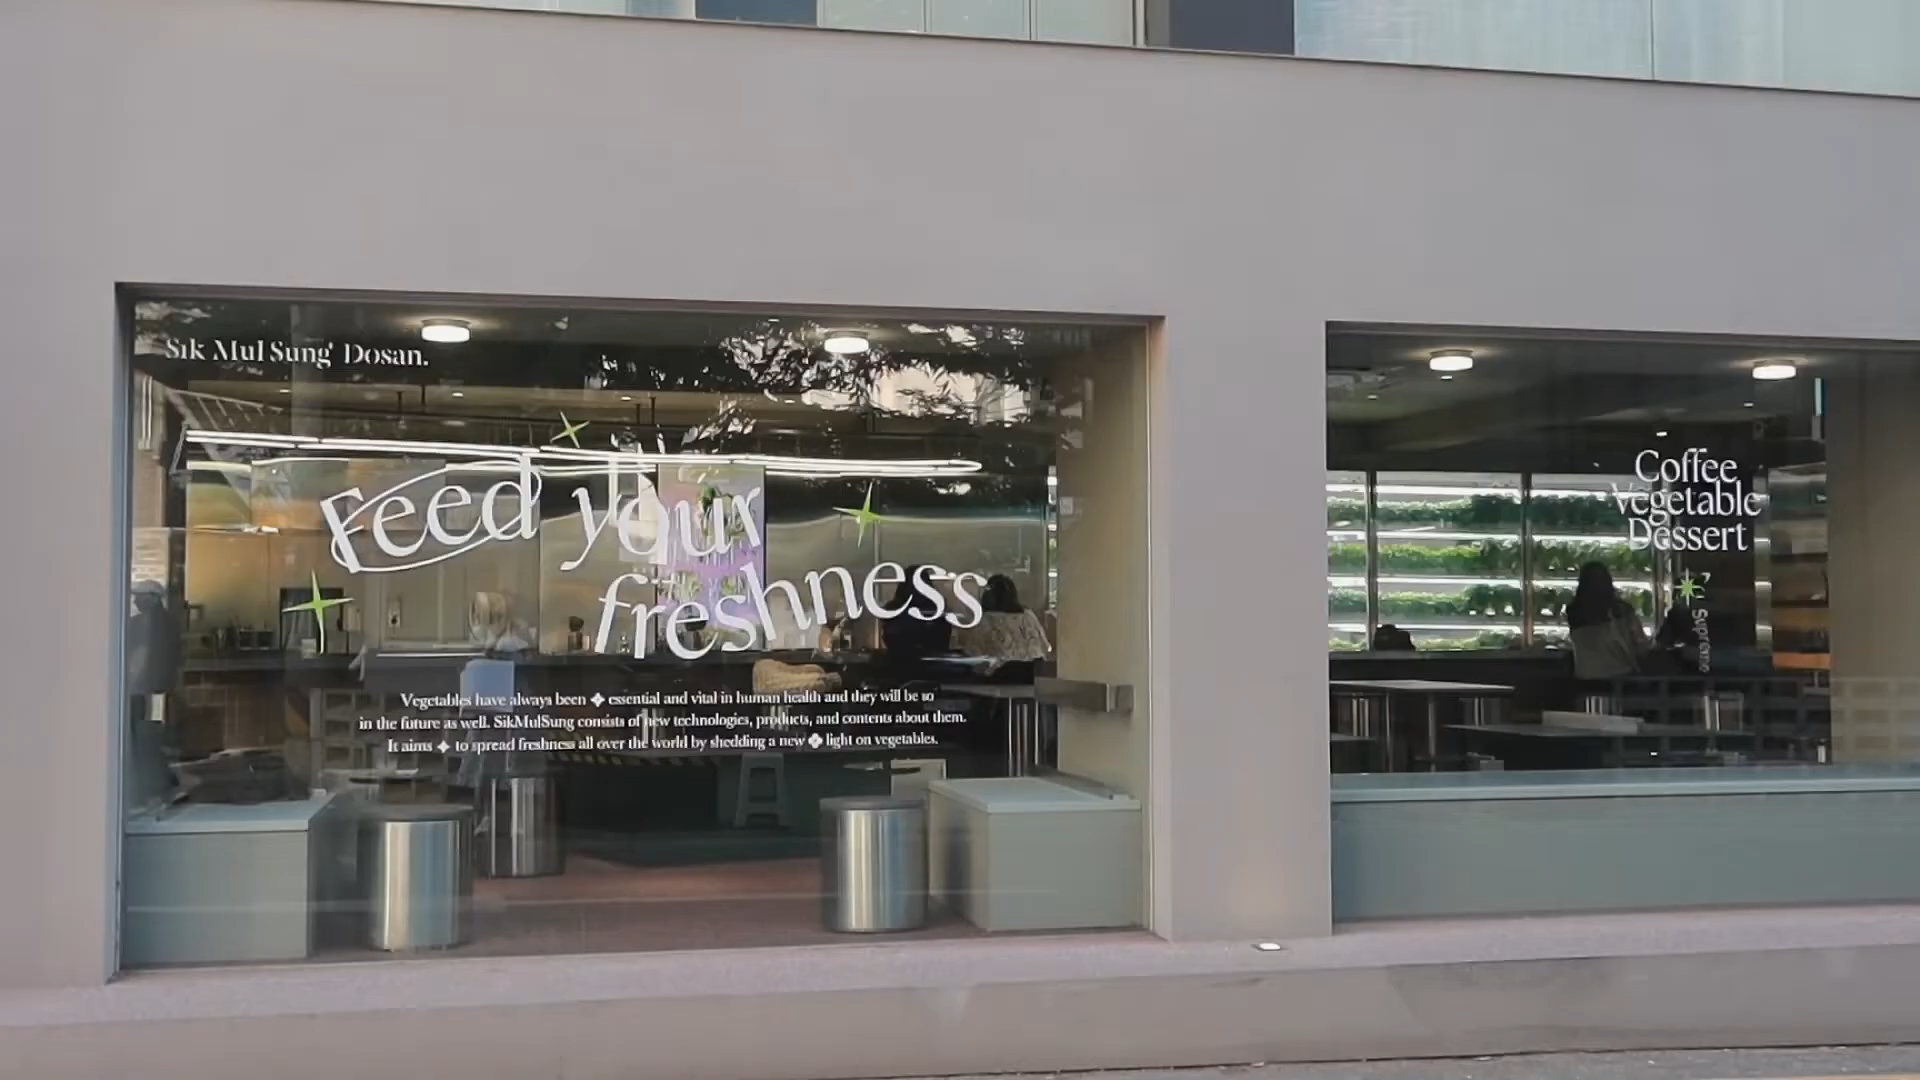 Sik Mul Sung' Dosan.
Feed your
freshness
Vegetables have always been essential and vital in human health and they will be so
in the future as well. SikMulSung consists of new technologies, products, and contents about them.
It aims to spread freshness all over the world by shedding a new light on vegetables.
Coffee
Vegetable
Dessert
Supreme